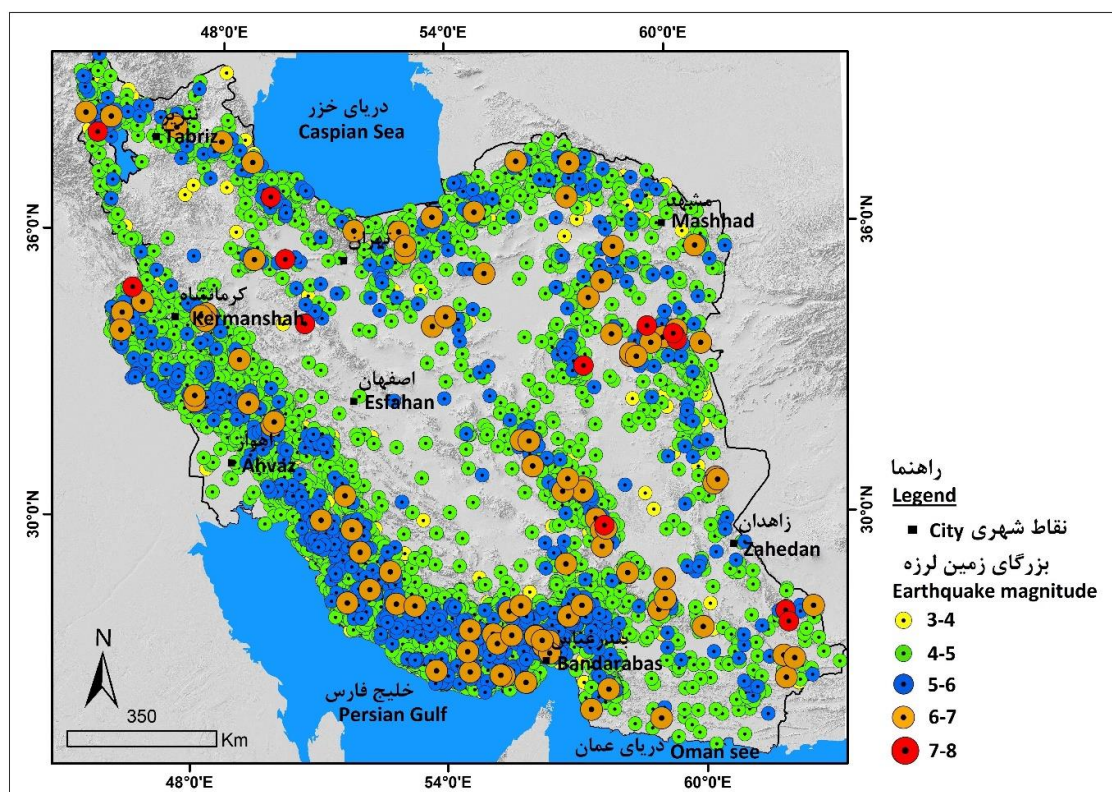 48°0'E 54°0'E 60°0'E
دریای خزر
Caspian Sea
تبریز
Tabriz
مشهد
Mashhad
36°0'N
36°0'N
تهران
کرمانشاه
Kermanshah
اصفهان
Esfahan
اهواز
Ahvaz
30°0'N
30°0'N
زاهدان
Zahedan
بندرعباس
Bandarabas
خلیج فارس
Persian Gulf
دریای عمان Oman see
N
350
Km
48°0'E 54°0'E 60°0'E
راهنما
Legend
نقاط شهری City
بزرگای زمین لرزه
Earthquake magnitude
3-4
4-5
5-6
6-7
7-8